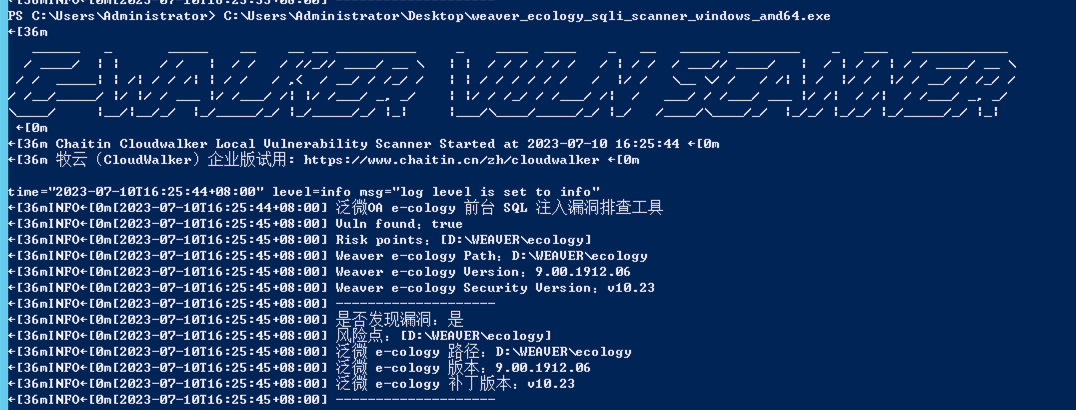 ←[36mINFO←[0m[2023-07-10T16:25:33+08:00] --------------------
PS C:\Users\Administrator> C:\Users\Administrator\Desktop\weaver_ecology_sqli_scanner_windows_amd64.exe
←[36m
←[0m
←[36m Chaitin Cloudwalker Local Vulnerability Scanner Started at 2023-07-10 16:25:44 ←[0m
←[36m 牧云（CloudWalker）企业版试用: https://www.chaitin.cn/zh/cloudwalker ←[0m
time="2023-07-10T16:25:44+08:00" level=info msg="log level is set to info"
←[36mINFO←[0m[2023-07-10T16:25:44+08:00] 泛微OA e-cology 前台 SQL 注入漏洞排查工具
←[36mINFO←[0m[2023-07-10T16:25:45+08:00] Vuln found：true
←[36mINFO←[0m[2023-07-10T16:25:45+08:00] Risk points：[D:\WEAVER\ecology]
←[36mINFO←[0m[2023-07-10T16:25:45+08:00] Weaver e-cology Path：D:\WEAVER\ecology
←[36mINFO←[0m[2023-07-10T16:25:45+08:00] Weaver e-cology Version：9.00.1912.06
←[36mINFO←[0m[2023-07-10T16:25:45+08:00] Weaver e-cology Security Version：v10.23
←[36mINFO←[0m[2023-07-10T16:25:45+08:00] --------------------
←[36mINFO←[0m[2023-07-10T16:25:45+08:00] 是否发现漏洞：是
←[36mINFO←[0m[2023-07-10T16:25:45+08:00] 风险点：[D:\WEAVER\ecology]
←[36mINFO←[0m[2023-07-10T16:25:45+08:00] 泛微 e-cology 路径：D:\WEAVER\ecology
←[36mINFO←[0m[2023-07-10T16:25:45+08:00] 泛微 e-cology 版本：9.00.1912.06
←[36mINFO←[0m[2023-07-10T16:25:45+08:00] 泛微 e-cology 补丁版本：v10.23
←[36mINFO←[0m[2023-07-10T16:25:45+08:00] --------------------